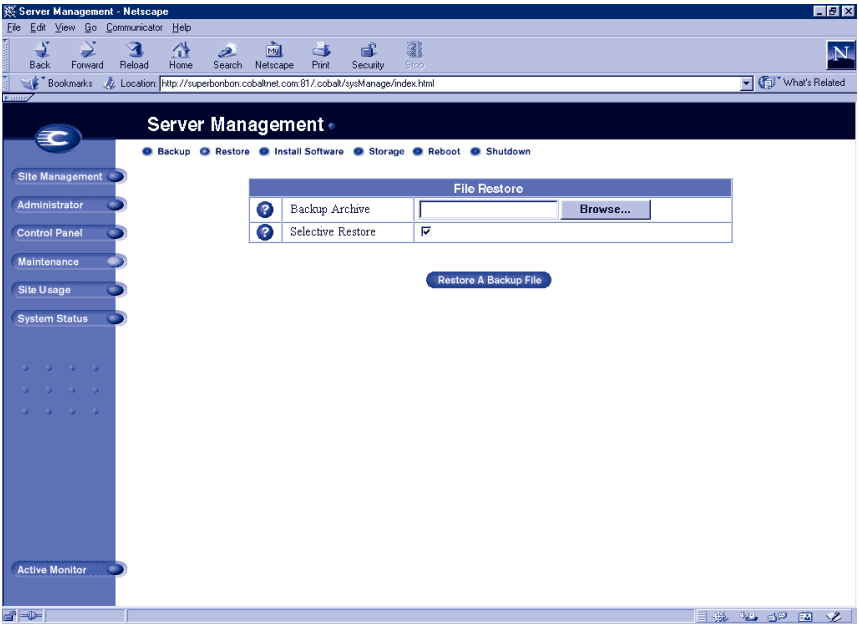 Server Management - Netscape
File Edit View Go Communicator Help
Back Forward Reload Home Search Netscape Print Security Stop
Bookmarks Location: http://superbonbon.cobaltnet.com:81/.cobalt/sysManage/index.html What's Related
Server Management
Backup Restore Install Software Storage Reboot Shutdown
Site Management
Administrator
Control Panel
Maintenance
Site Usage
System Status
Active Monitor
File Restore
? Backup Archive Browse...
? Selective Restore
Restore A Backup File